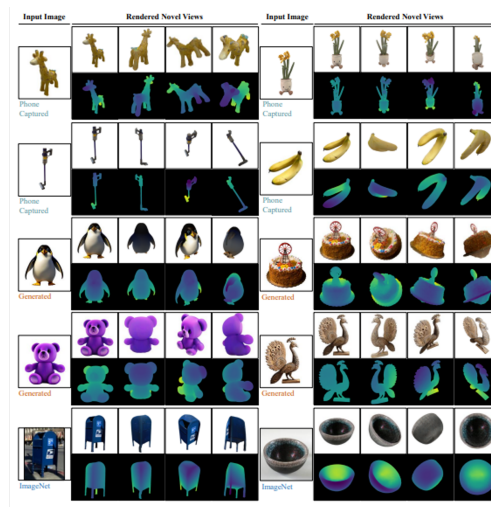 Input Image Rendered Novel Views Input Image Rendered Novel Views
Phone Captured
Phone Captured
Phone Captured
Phone Captured
Generated
Generated
Generated
Generated
ImageNet
ImageNet